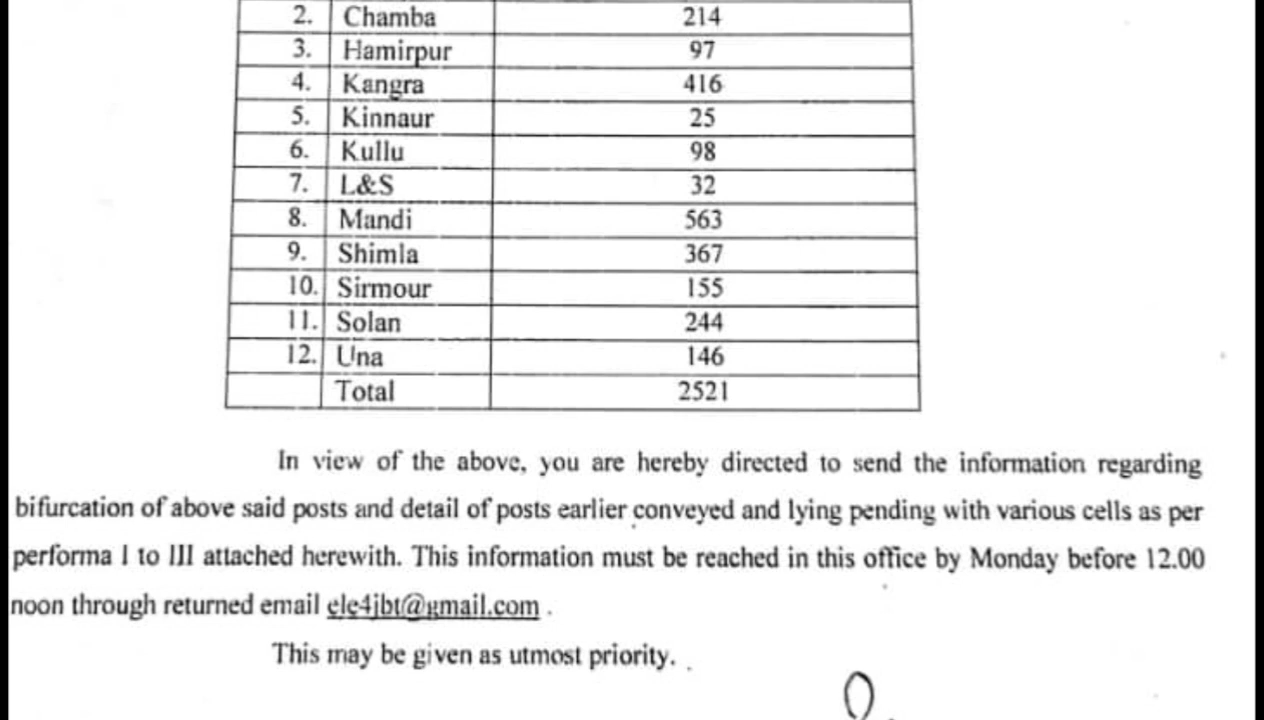 2. Chamba 214
3. Hamirpur 97
4. Kangra 416
5. Kinnaur 25
6. Kullu 98
7. L&S 32
8. Mandi 563
9. Shimla 367
10. Sirmour 155
11. Solan 244
12. Una 146
Total 2521
In view of the above, you are hereby directed to send the information regarding
bifurcation of above said posts and detail of posts earlier conveyed and lying pending with various cells as per
performa I to III attached herewith. This information must be reached in this office by Monday before 12.00
noon through returned email ele4jbt@gmail.com .
This may be given as utmost priority. .